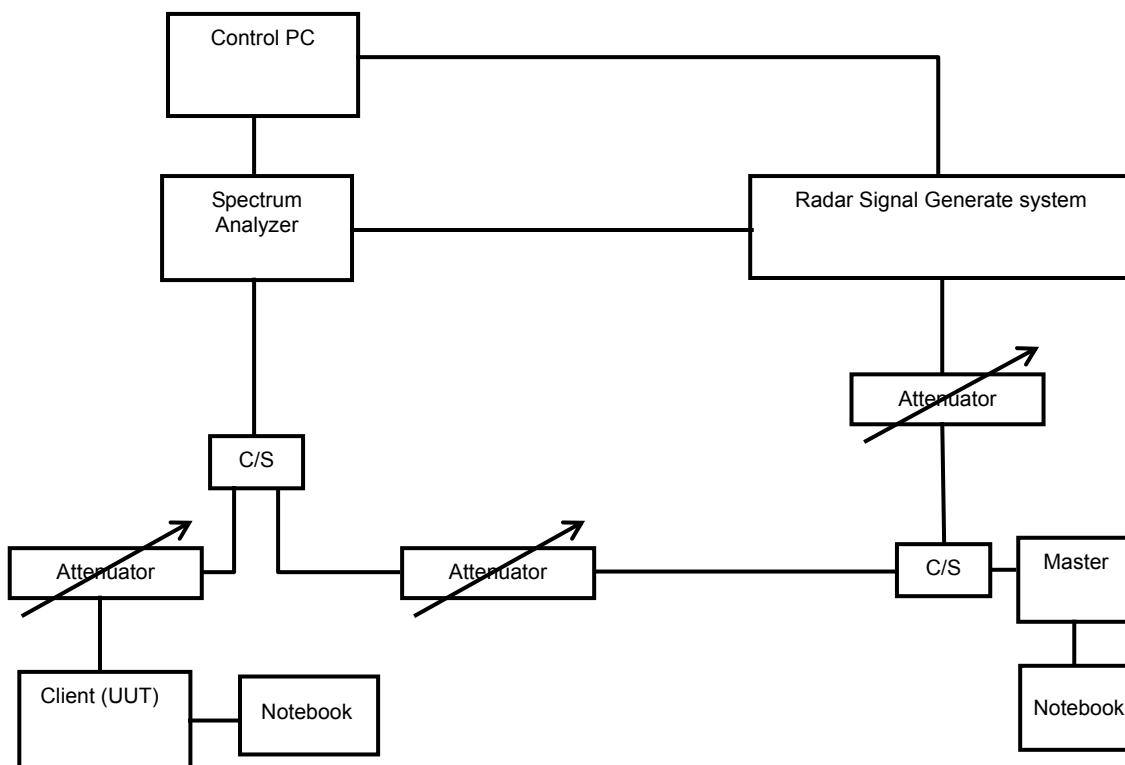 Control PC
Spectrum
Analyzer
Radar Signal Generate system
Attenuator
C/S
Attenuator
Attenuator
C/S
Master
Client (UUT)
Notebook
Notebook